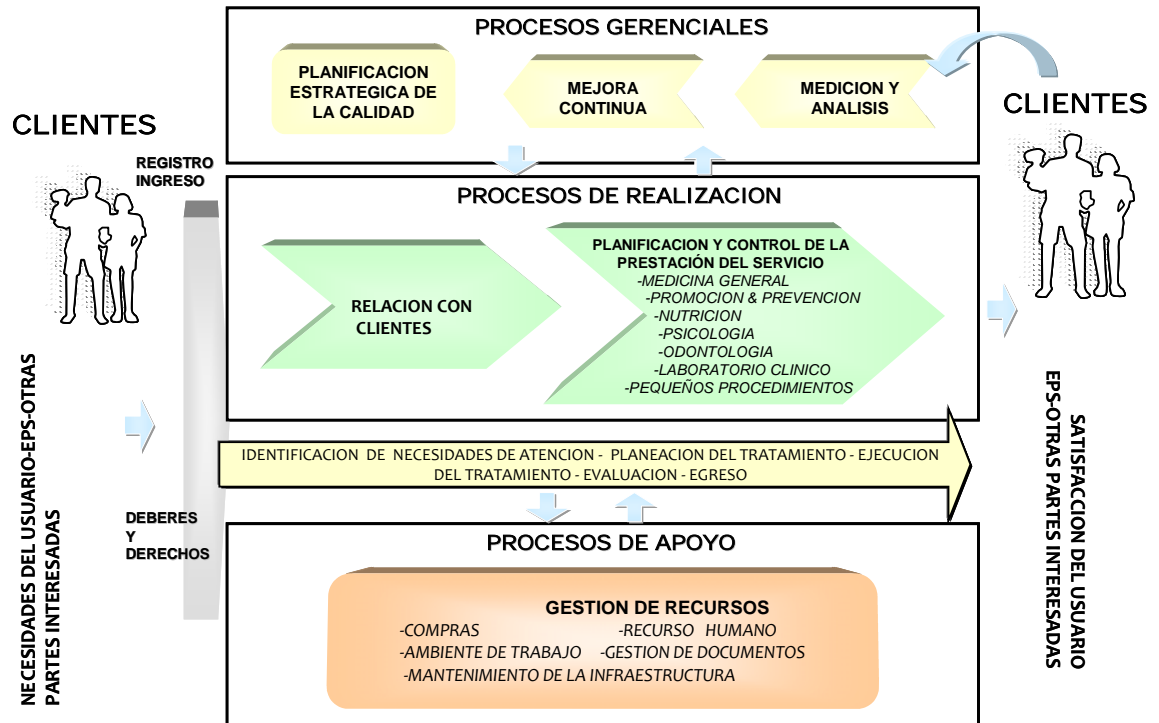 PROCESOS GERENCIALES
PLANIFICACION
ESTRATEGICA DE
LA CALIDAD
MEJORA
CONTINUA
MEDICION Y
ANALISIS
CLIENTES
CLIENTES
REGISTRO
INGRESO
PROCESOS DE REALIZACION
RELACION CON
CLIENTES
PLANIFICACION Y CONTROL DE LA
PRESTACIÓN DEL SERVICIO
-MEDICINA GENERAL
-PROMOCION & PREVENCION
-NUTRICION
-PSICOLOGIA
-ODONTOLOGIA
-LABORATORIO CLINICO
-PEQUEÑOS PROCEDIMIENTOS
NECESIDADES DEL USUARIO-EPS-OTRAS
PARTES INTERESADAS
IDENTIFICACION DE NECESIDADES DE ATENCION - PLANEACION DEL TRATAMIENTO - EJECUCION
DEL TRATAMIENTO - EVALUACION - EGRESO
SATISFACCION DEL USUARIO
EPS-OTRAS PARTES INTERESADAS
DEBERES
Y
DERECHOS
PROCESOS DE APOYO
GESTION DE RECURSOS
-COMPRAS -RECURSO HUMANO
-AMBIENTE DE TRABAJO -GESTION DE DOCUMENTOS
-MANTENIMIENTO DE LA INFRAESTRUCTURA